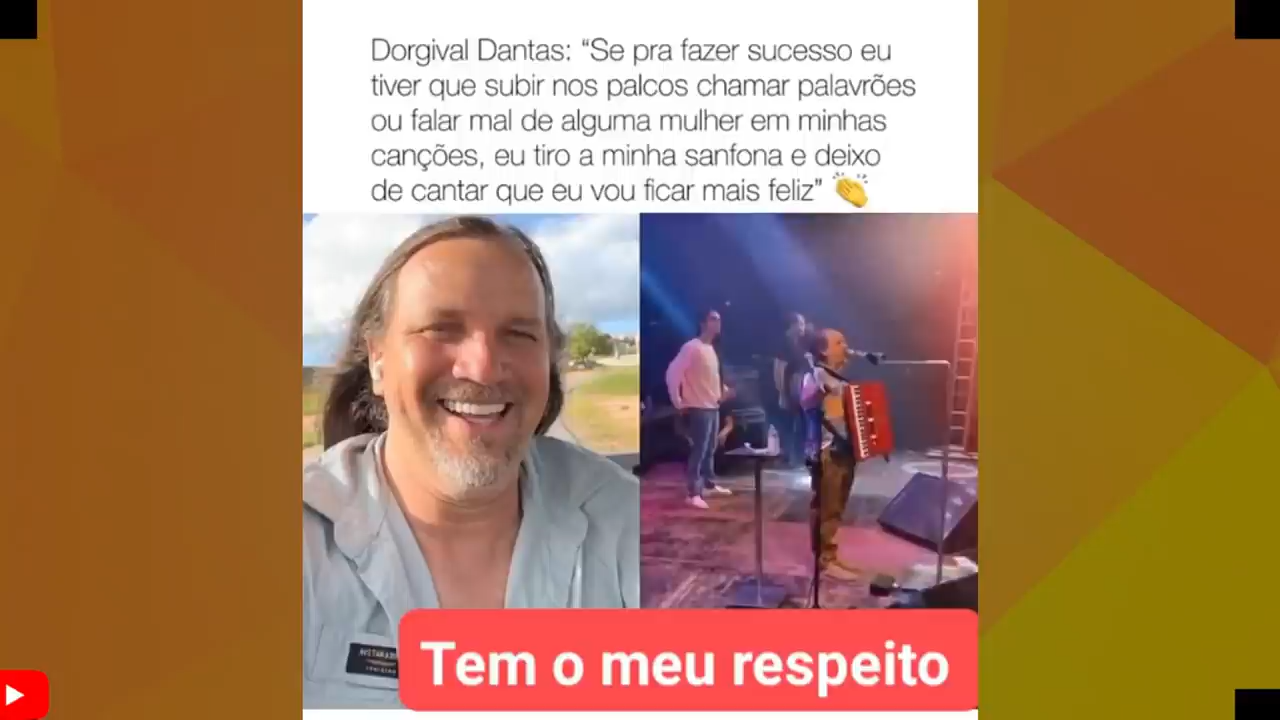 Dorgival Dantas: “Se pra fazer sucesso eu
tiver que subir nos palcos chamar palavrões
ou falar mal de alguma mulher em minhas
canções, eu tiro a minha sanfona e deixo
de cantar que eu vou ficar mais feliz” 👏
Tem o meu respeito